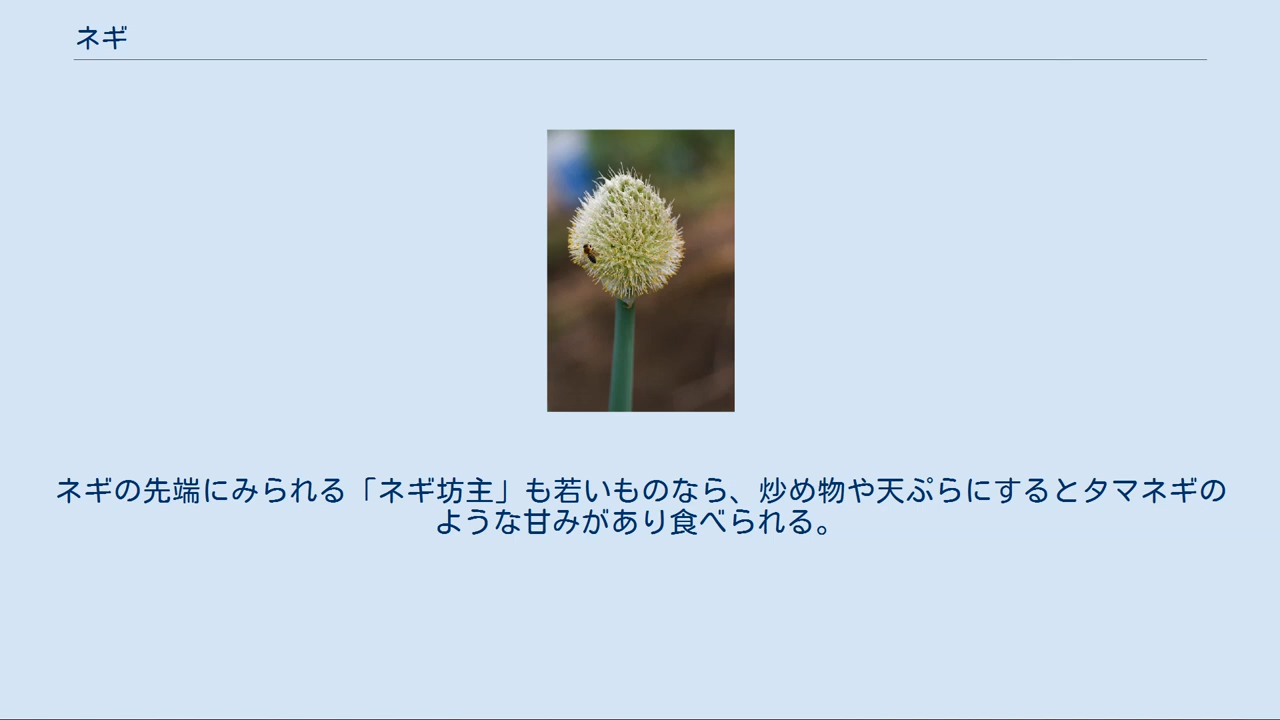 ネギ
ネギの先端にみられる「ネギ坊主」も若いものなら、炒め物や天ぷらにするとタマネギの
ような甘みがあり食べられる。